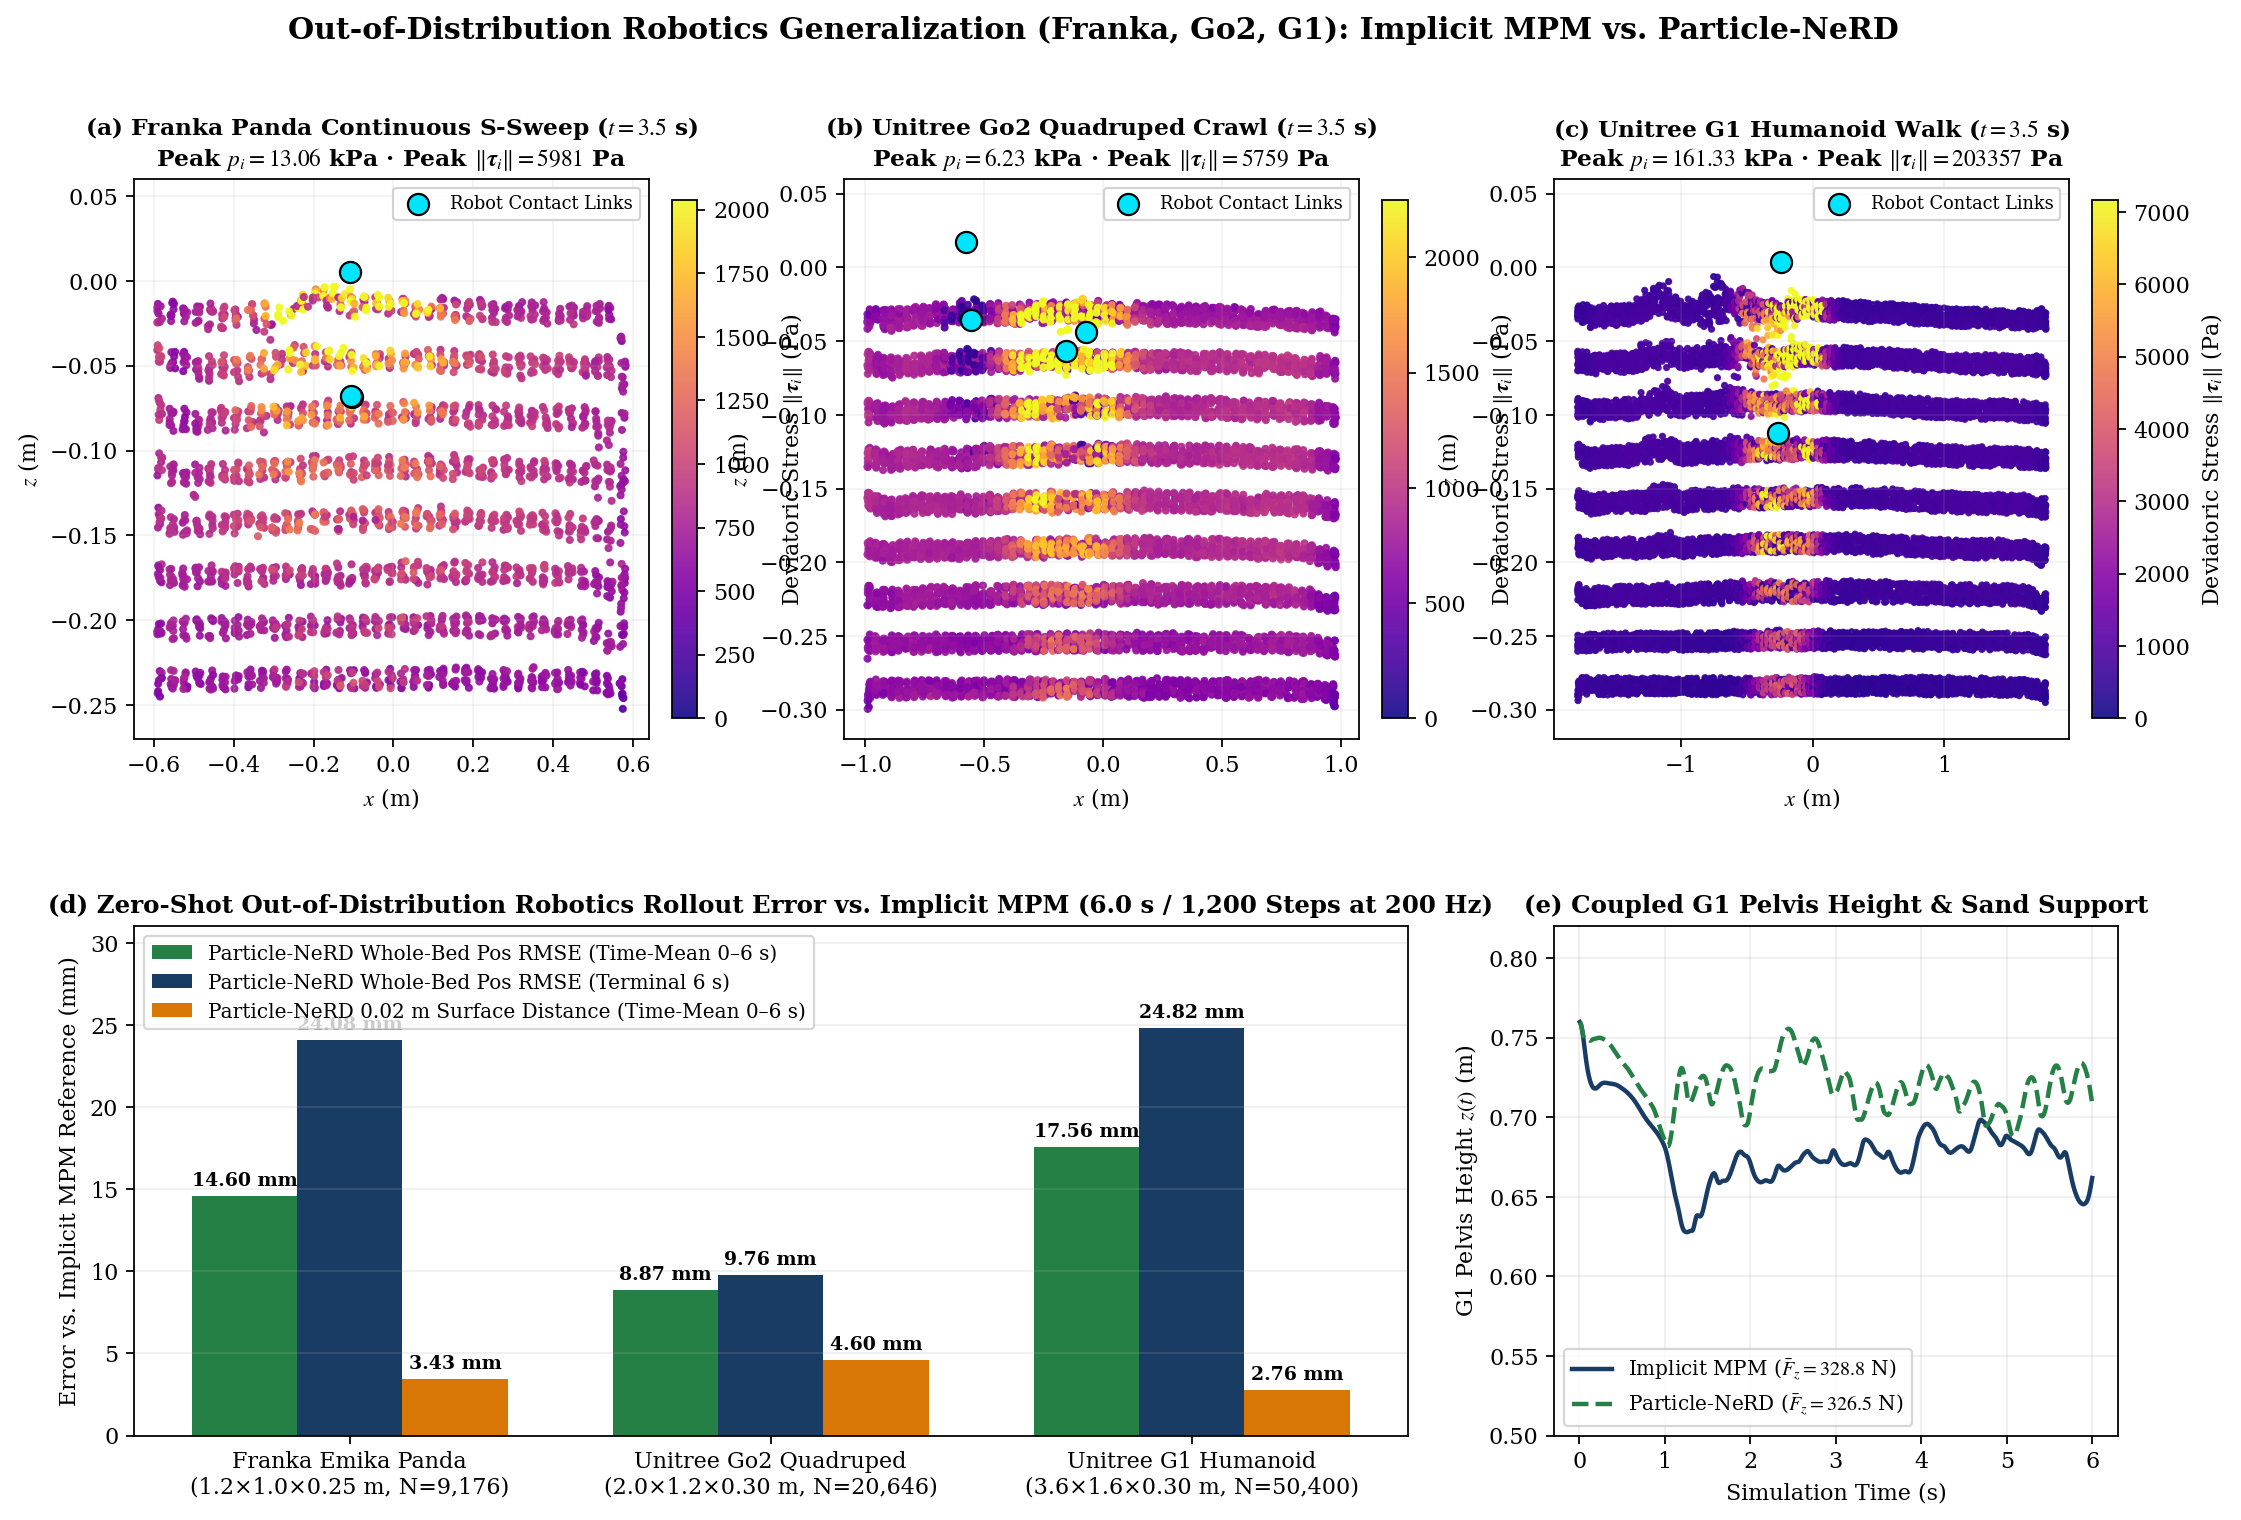 Out-of-Distribution Robotics Generalization (Franka, Go2, G1): Implicit MPM vs. Particle-NeRD
(a) Franka Panda Continuous S-Sweep (t = 3.5 s)
Peak p_i = 13.06 kPa · Peak ‖τ_i‖ = 5981 Pa
Robot Contact Links
0.05
0.00
−0.05
−0.10
−0.15
−0.20
−0.25
z (m)
−0.6
−0.4
−0.2
0.0
0.2
0.4
0.6
x (m)
2000
1750
1500
1250
1000
750
500
250
0
Deviatoric Stress ‖τ_i‖ (Pa)
(b) Unitree Go2 Quadruped Crawl (t = 3.5 s)
Peak p_i = 6.23 kPa · Peak ‖τ_i‖ = 5759 Pa
Robot Contact Links
0.05
0.00
−0.05
−0.10
−0.15
−0.20
−0.25
−0.30
z (m)
−1.0
−0.5
0.0
0.5
1.0
x (m)
2000
1500
1000
500
0
Deviatoric Stress ‖τ_i‖ (Pa)
(c) Unitree G1 Humanoid Walk (t = 3.5 s)
Peak p_i = 161.33 kPa · Peak ‖τ_i‖ = 203357 Pa
Robot Contact Links
0.05
0.00
−0.05
−0.10
−0.15
−0.20
−0.25
−0.30
z (m)
−1
0
1
x (m)
7000
6000
5000
4000
3000
2000
1000
0
Deviatoric Stress ‖τ_i‖ (Pa)
(d) Zero-Shot Out-of-Distribution Robotics Rollout Error vs. Implicit MPM (6.0 s / 1,200 Steps at 200 Hz)
Particle-NeRD Whole-Bed Pos RMSE (Time-Mean 0–6 s)
Particle-NeRD Whole-Bed Pos RMSE (Terminal 6 s)
Particle-NeRD 0.02 m Surface Distance (Time-Mean 0–6 s)
30
25
20
15
10
5
0
Error vs. Implicit MPM Reference (mm)
14.60 mm
24.08 mm
3.43 mm
8.87 mm
9.76 mm
4.60 mm
17.56 mm
24.82 mm
2.76 mm
Franka Emika Panda
(1.2×1.0×0.25 m, N=9,176)
Unitree Go2 Quadruped
(2.0×1.2×0.30 m, N=20,646)
Unitree G1 Humanoid
(3.6×1.6×0.30 m, N=50,400)
(e) Coupled G1 Pelvis Height & Sand Support
0.80
0.75
0.70
0.65
0.60
0.55
0.50
G1 Pelvis Height z(t) (m)
Implicit MPM (F̄_z = 328.8 N)
Particle-NeRD (F̄_z = 326.5 N)
0
1
2
3
4
5
6
Simulation Time (s)